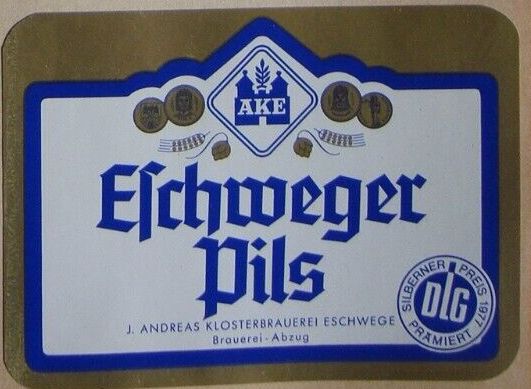 AKE
Eſchweger
Pils
J. ANDREAS KLOSTERBRAUEREI ESCHWEGE
Brauerei - Abzug
SILBERNER PREIS 1977
DLG
PRÄMIERT